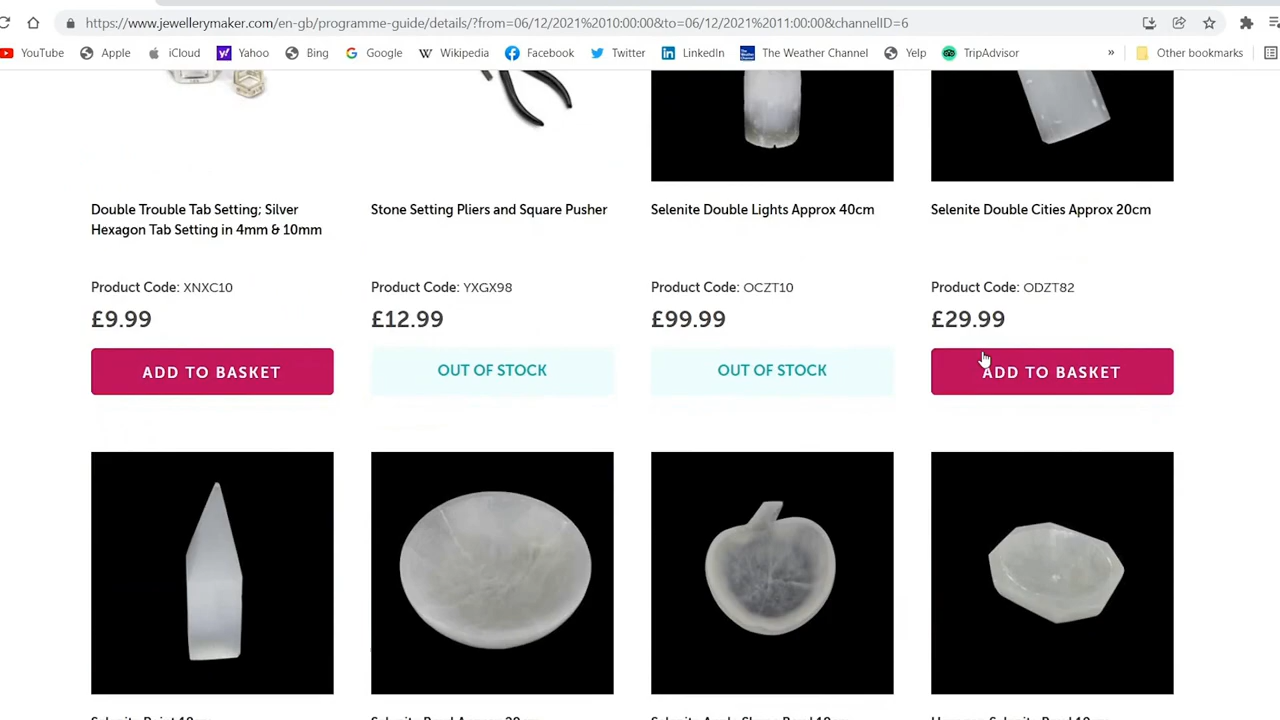 https://www.jewellerymaker.com/en-gb/programme-guide/details/?from=06/12/2021%2010:00:00&to=06/12/2021%2011:00:00&channelID=6
YouTube Apple iCloud Yahoo Bing Google Wikipedia Facebook Twitter LinkedIn The Weather Channel Yelp TripAdvisor » Other bookmarks
Double Trouble Tab Setting; Silver
Hexagon Tab Setting in 4mm & 10mm
Product Code: XNXC10
£9.99
ADD TO BASKET
Stone Setting Pliers and Square Pusher
Product Code: YXGX98
£12.99
OUT OF STOCK
Selenite Double Lights Approx 40cm
Product Code: OCZT10
£99.99
OUT OF STOCK
Selenite Double Cities Approx 20cm
Product Code: ODZT82
£29.99
ADD TO BASKET